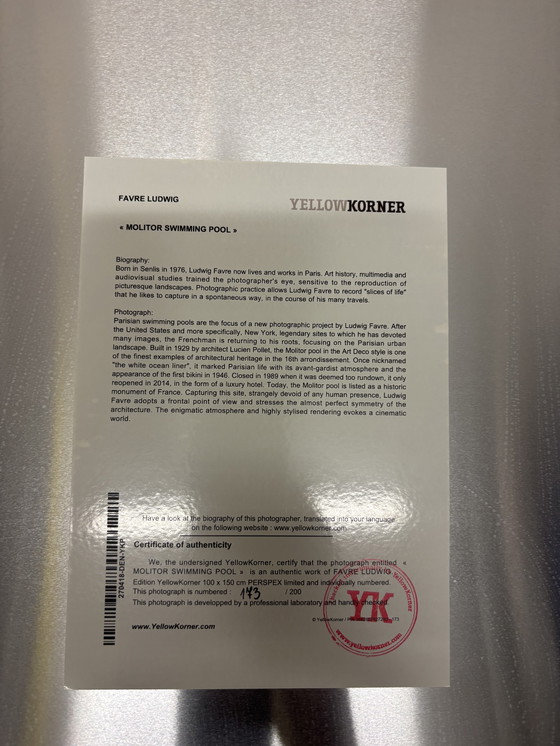 FAVRE LUDWIG
YELLOWKORNER
« MOLITOR SWIMMING POOL »
Biography:
Born in Senlis in 1976, Ludwig Favre now lives and works in Paris. Art history, multimedia and
audiovisual studies trained the photographer's eye, sensitive to the reproduction of
picturesque landscapes. Photographic practice allows Ludwig Favre to record "slices of life"
that he likes to capture in a spontaneous way, in the course of his many travels.
Photograph:
Parisian swimming pools are the focus of a new photographic project by Ludwig Favre. After
the United States and more specifically, New York, legendary sites to which he has devoted
many images, the Frenchman is returning to his roots, focusing on the Parisian urban
landscape. Built in 1929 by architect Lucien Pollet, the Molitor pool in the Art Deco style is one
of the finest examples of architectural heritage in the 16th arrondissement. Once nicknamed
"the white ocean liner", it marked Parisian life with its avant-gardist atmosphere and the
appearance of the first bikini in 1946. Closed in 1989 when it was deemed too rundown, it only
reopened in 2014, in the form of a luxury hotel. Today, the Molitor pool is listed as a historic
monument of France. Capturing this site, strangely devoid of any human presence, Ludwig
Favre adopts a frontal point of view and stresses the almost perfect symmetry of the
architecture. The enigmatic atmosphere and highly stylised rendering evokes a cinematic
world.
Have a look at the biography of this photographer, translated into your language
on the following website : www.yellowkorner.com
270418-DEN-YKP
Certificate of authenticity
We, the undersigned YellowKorner, certify that the photograph entitled «
MOLITOR SWIMMING POOL » is an authentic work of FAVRE LUDWIG
Edition YellowKorner 100 x 150 cm PERSPEX limited and individually numbered.
This photograph is numbered : 143 / 200
This photograph is developped by a professional laboratory and hand checked.
© YellowKorner
www.YellowKorner.com
YellowKorner
YK
www.yellowkorner.com